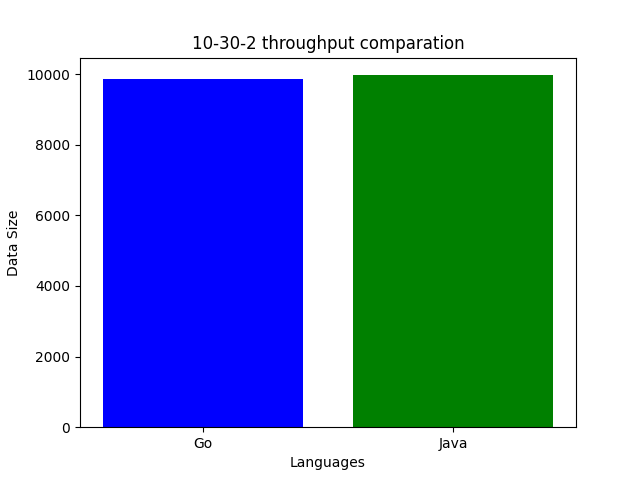 10-30-2 throughput comparation
10000
8000
6000
4000
2000
0
Data Size
Go
Java
Languages